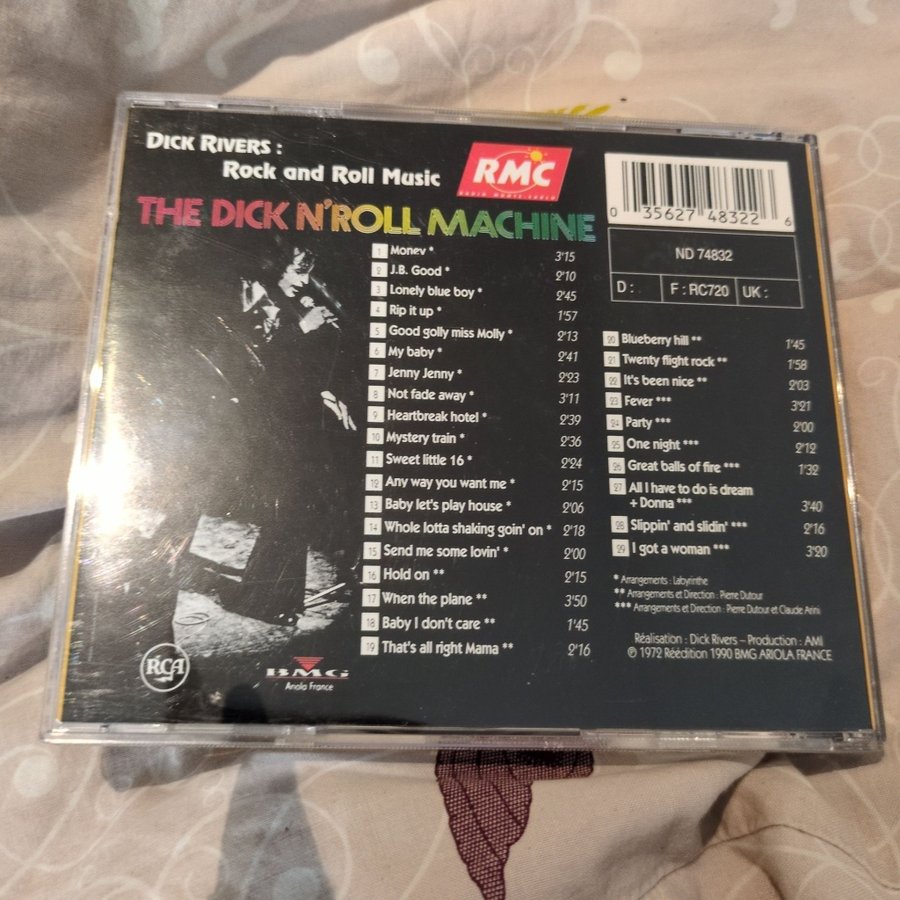 DICK RIVERS :
ROCK AND ROLL MUSIC
RMC
RADIO MONTE-CARLO
THE DICK N'ROLL MACHINE
0 35627 48322 6
ND 74832
D : F : RC720 UK :
1 Money * 3'15
2 J.B. Good * 2'10
3 Lonely blue boy * 2'45
4 Rip it up * 1'57
5 Good golly miss Molly * 2'13
6 My baby * 2'41
7 Jenny Jenny * 2'23
8 Not fade away * 3'11
9 Heartbreak hotel * 2'39
10 Mystery train * 2'36
11 Sweet little 16 * 2'24
12 Any way you want me * 2'15
13 Baby let's play house * 2'06
14 Whole lotta shaking goin' on * 2'18
15 Send me some lovin' * 2'00
16 Hold on ** 2'15
17 When the plane ** 3'50
18 Baby I don't care ** 1'45
19 That's all right Mama ** 2'16
20 Blueberry hill ** 1'45
21 Twenty flight rock ** 1'58
22 It's been nice ** 2'03
23 Fever *** 3'21
24 Party *** 2'00
25 One night *** 2'12
26 Great balls of fire *** 1'32
27 All I have to do is dream
+ Donna *** 3'40
28 Slippin' and slidin' *** 2'16
29 I got a woman *** 3'20
* Arrangements : Labyrinthe
** Arrangements et Direction : Pierre Dutour
*** Arrangements et Direction : Pierre Dutour et Claude Arini
Réalisation : Dick Rivers – Production : AMI
℗ 1972 Réédition 1990 BMG ARIOLA FRANCE
RCA
BMG
Ariola France